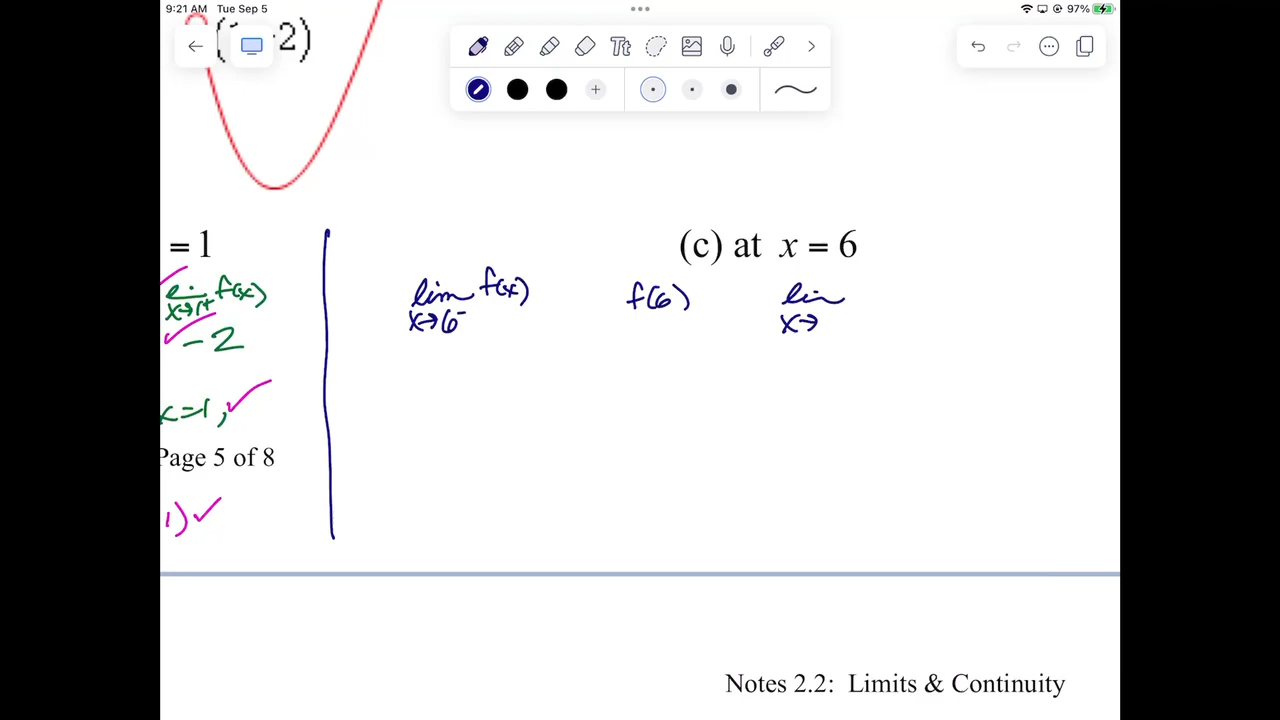 9:21 AM Tue Sep 5
97%
-2)
Tt
= 1
(c) at x = 6
lim f(x)
x→1+
-2
x=1,
Page 5 of 8
1)
lim f(x)
x→6-
f(6)
lim
x→
Notes 2.2: Limits & Continuity